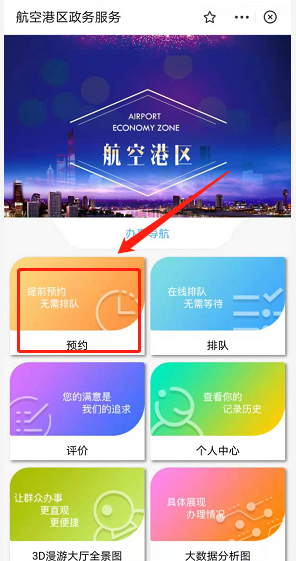 航空港区政务服务
AIRPORT
ECONOMY ZONE
航空港区
导航
提前预约
无需排队
预约
在线排队
无需等待
排队
您的满意是
我们的追求
评价
查看你的
记录历史
个人中心
让群众办事
更直观
更便捷
3D漫游大厅全景图
具体展现
办理情况
大数据分析图